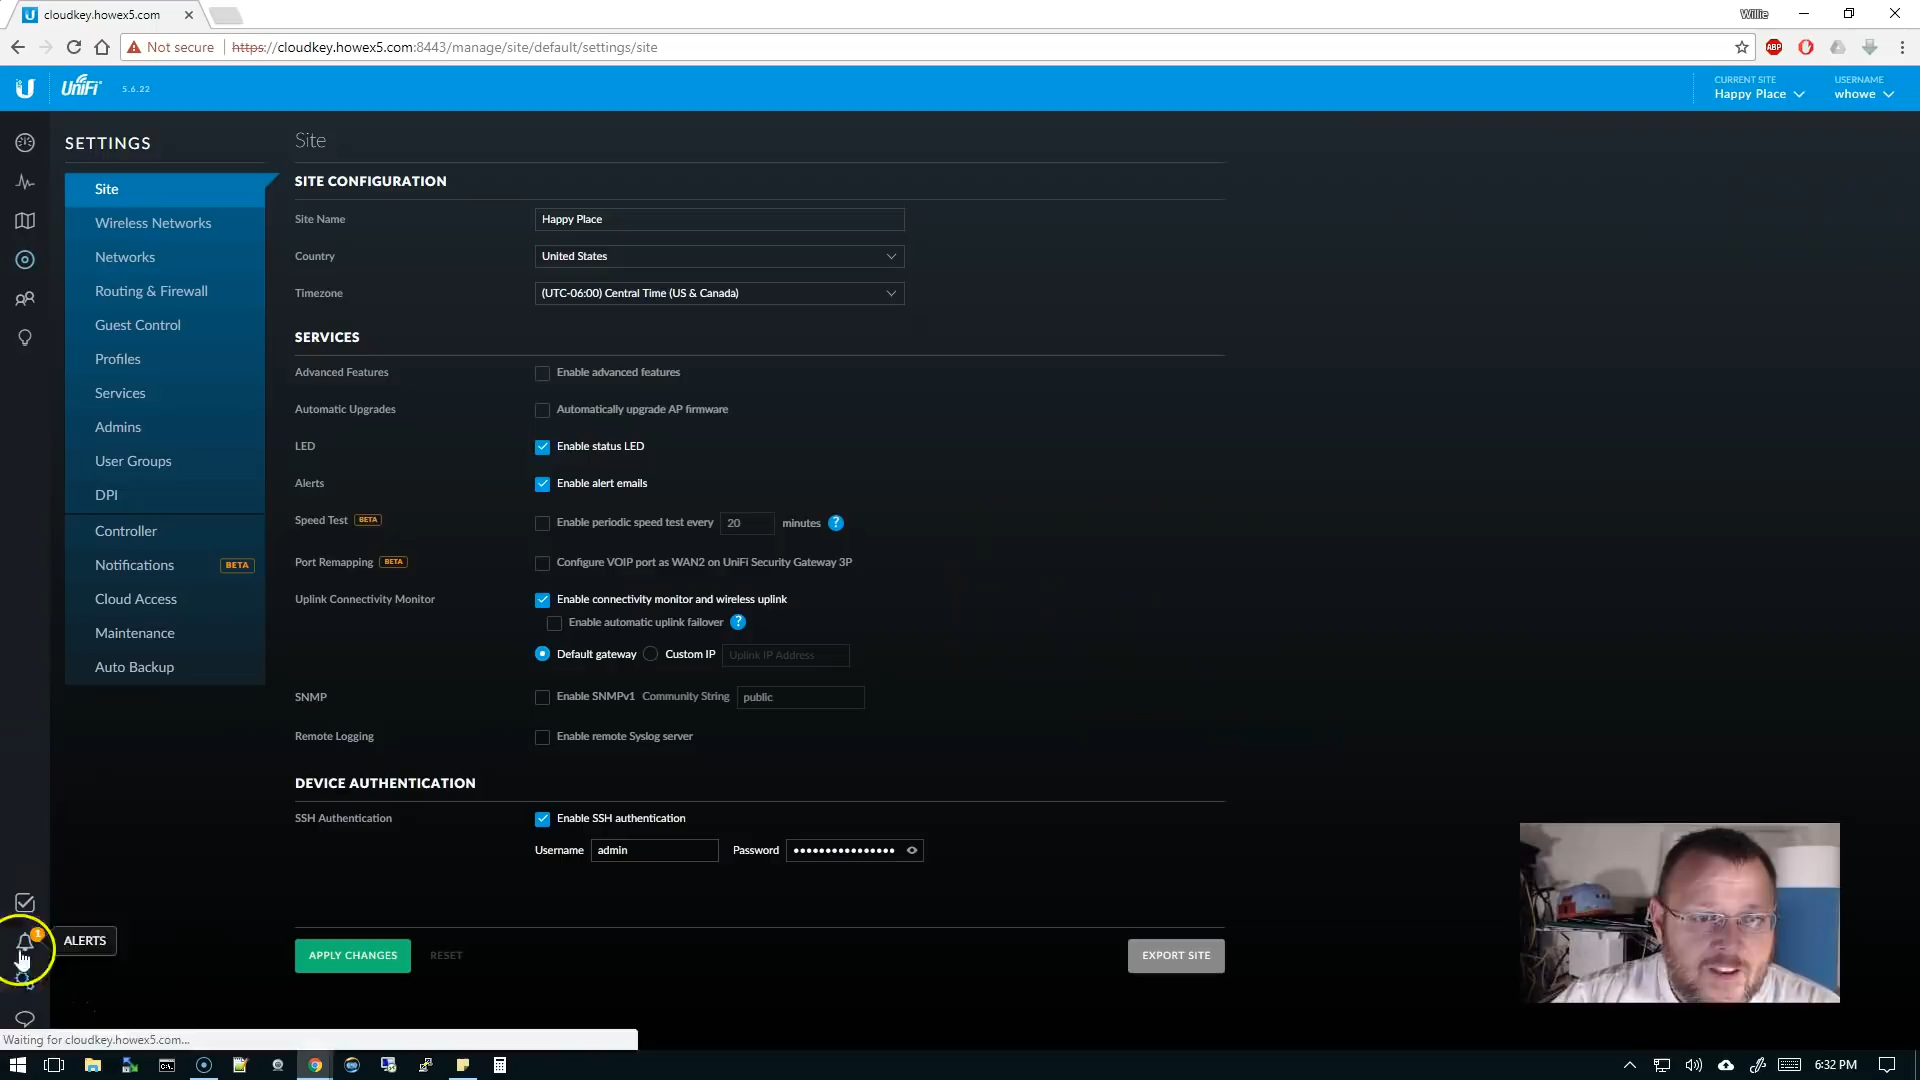 cloudkey.howex5.com
Willie
Not secure
https://cloudkey.howex5.com:8443/manage/site/default/settings/site
ABP
UniFi
5.6.22
CURRENT SITE
Happy Place
USERNAME
whowe
SETTINGS
Site
Wireless Networks
Networks
Routing & Firewall
Guest Control
Profiles
Services
Admins
User Groups
DPI
Controller
Notifications BETA
Cloud Access
Maintenance
Auto Backup
Site
SITE CONFIGURATION
Site Name Happy Place
Country United States
Timezone (UTC-06:00) Central Time (US & Canada)
SERVICES
Advanced Features Enable advanced features
Automatic Upgrades Automatically upgrade AP firmware
LED Enable status LED
Alerts Enable alert emails
Speed Test BETA Enable periodic speed test every 20 minutes ?
Port Remapping BETA Configure VOIP port as WAN2 on UniFi Security Gateway 3P
Uplink Connectivity Monitor Enable connectivity monitor and wireless uplink
Enable automatic uplink failover ?
Default gateway Custom IP Uplink IP Address
SNMP Enable SNMPv1 Community String public
Remote Logging Enable remote Syslog server
DEVICE AUTHENTICATION
SSH Authentication Enable SSH authentication
Username admin Password ••••••••••••••••
1
ALERTS
APPLY CHANGES RESET EXPORT SITE
Waiting for cloudkey.howex5.com...
6:32 PM